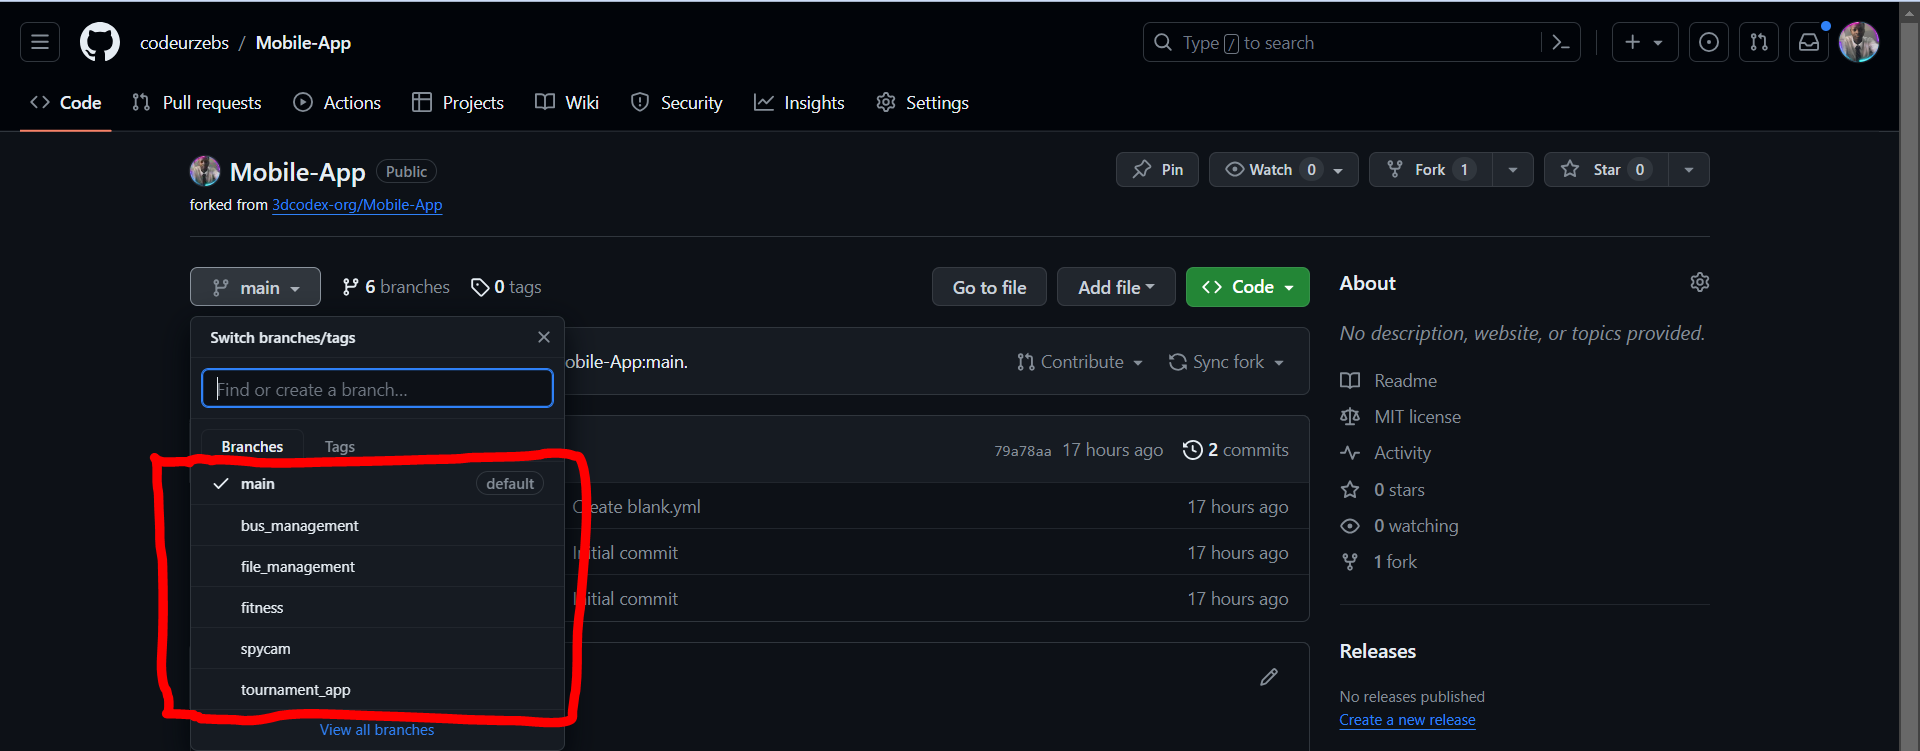 codeurzebs / Mobile-App
Type / to search
Code
Pull requests
Actions
Projects
Wiki
Security
Insights
Settings
Mobile-App Public
forked from 3dcodex-org/Mobile-App
Pin
Watch 0
Fork 1
Star 0
main
6 branches
0 tags
Go to file
Add file
Code
Switch branches/tags
Find or create a branch...
Branches
Tags
main default
bus_management
file_management
fitness
spycam
tournament_app
View all branches
obile-App:main.
Contribute
Sync fork
79a78aa 17 hours ago
2 commits
Create blank.yml 17 hours ago
Initial commit 17 hours ago
Initial commit 17 hours ago
About
No description, website, or topics provided.
Readme
MIT license
Activity
0 stars
0 watching
1 fork
Releases
No releases published
Create a new release